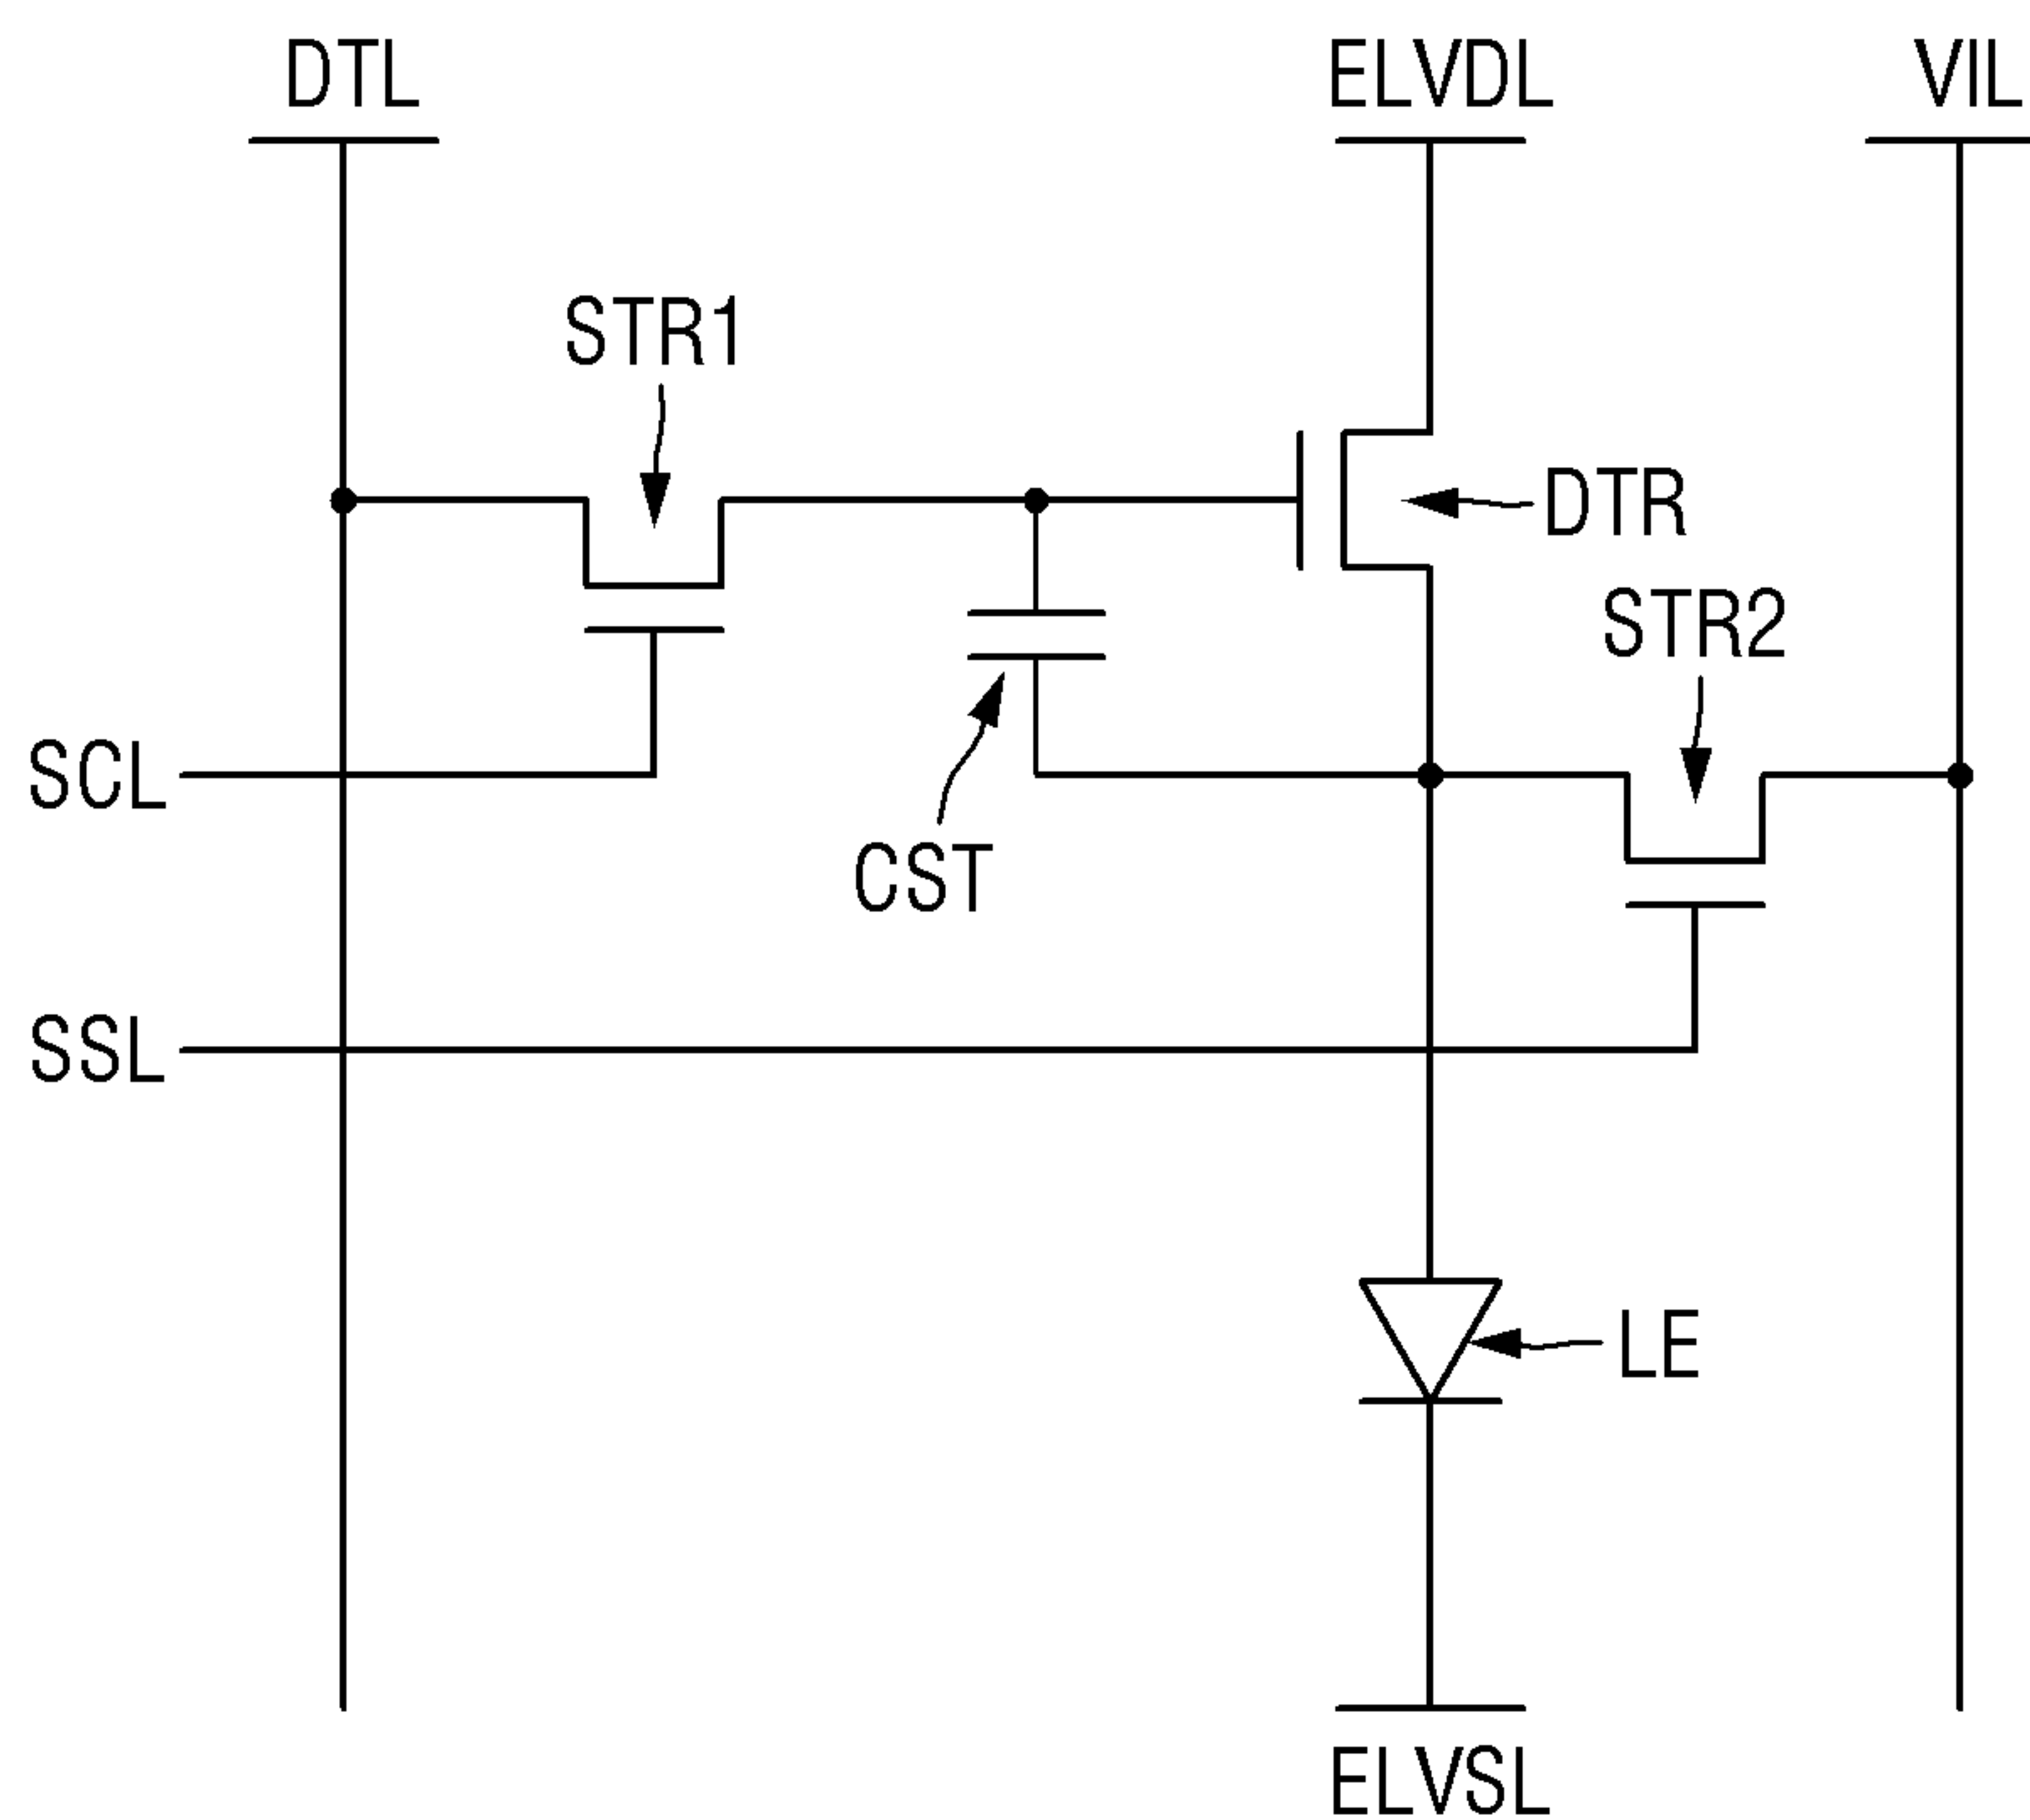 DTL
ELVDL
VIL
STR1
DTR
STR2
SCL
CST
SSL
LE
ELVSL